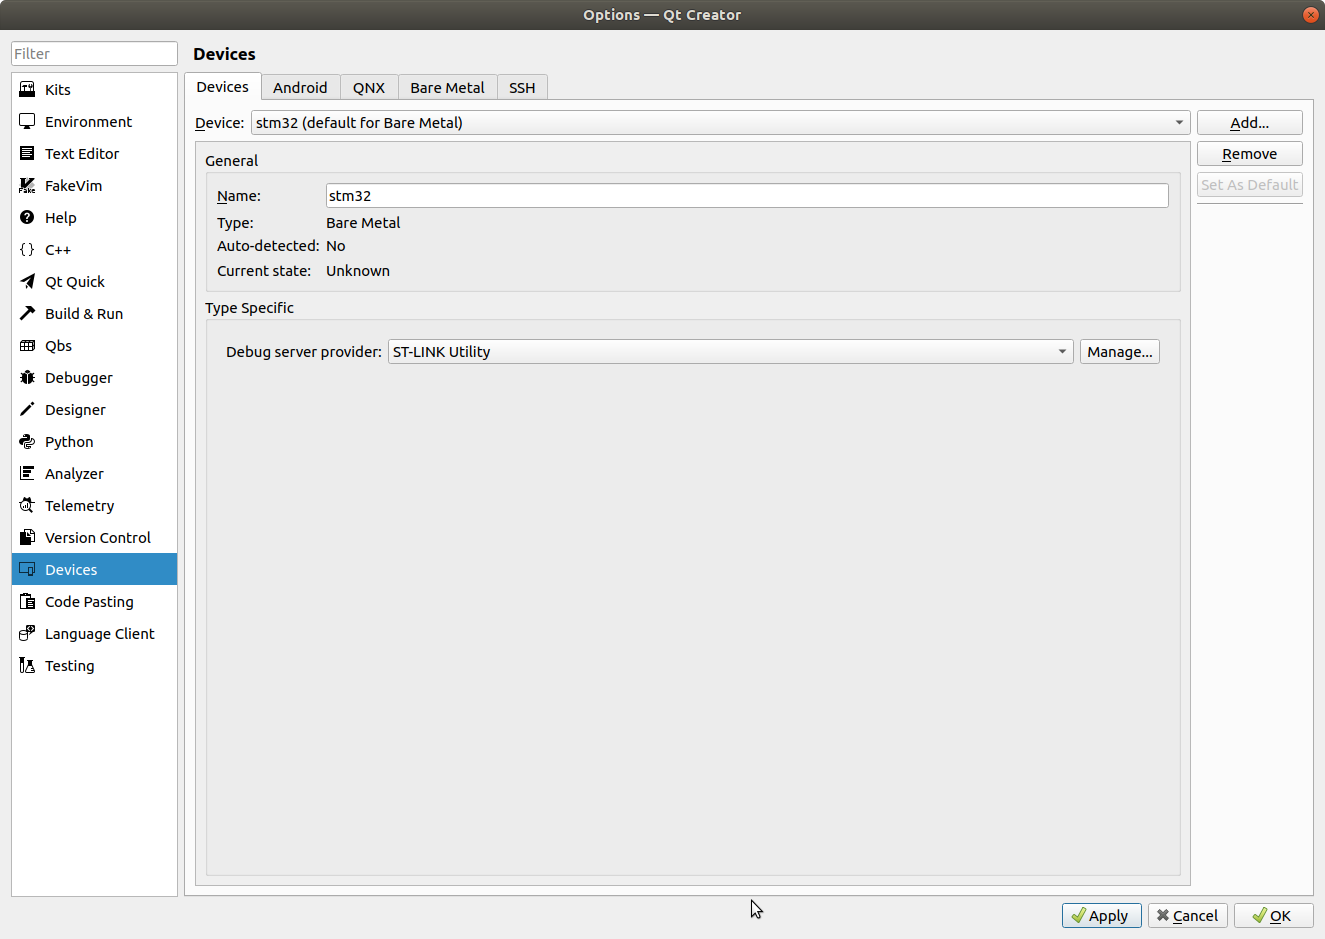 Options — Qt Creator
Filter
Kits
Environment
Text Editor
FakeVim
Help
C++
Qt Quick
Build & Run
Qbs
Debugger
Designer
Python
Analyzer
Telemetry
Version Control
Devices
Code Pasting
Language Client
Testing
Devices
Devices Android QNX Bare Metal SSH
Device: stm32 (default for Bare Metal) Add...
Remove
Set As Default
General
Name: stm32
Type: Bare Metal
Auto-detected: No
Current state: Unknown
Type Specific
Debug server provider: ST-LINK Utility Manage...
Apply Cancel OK